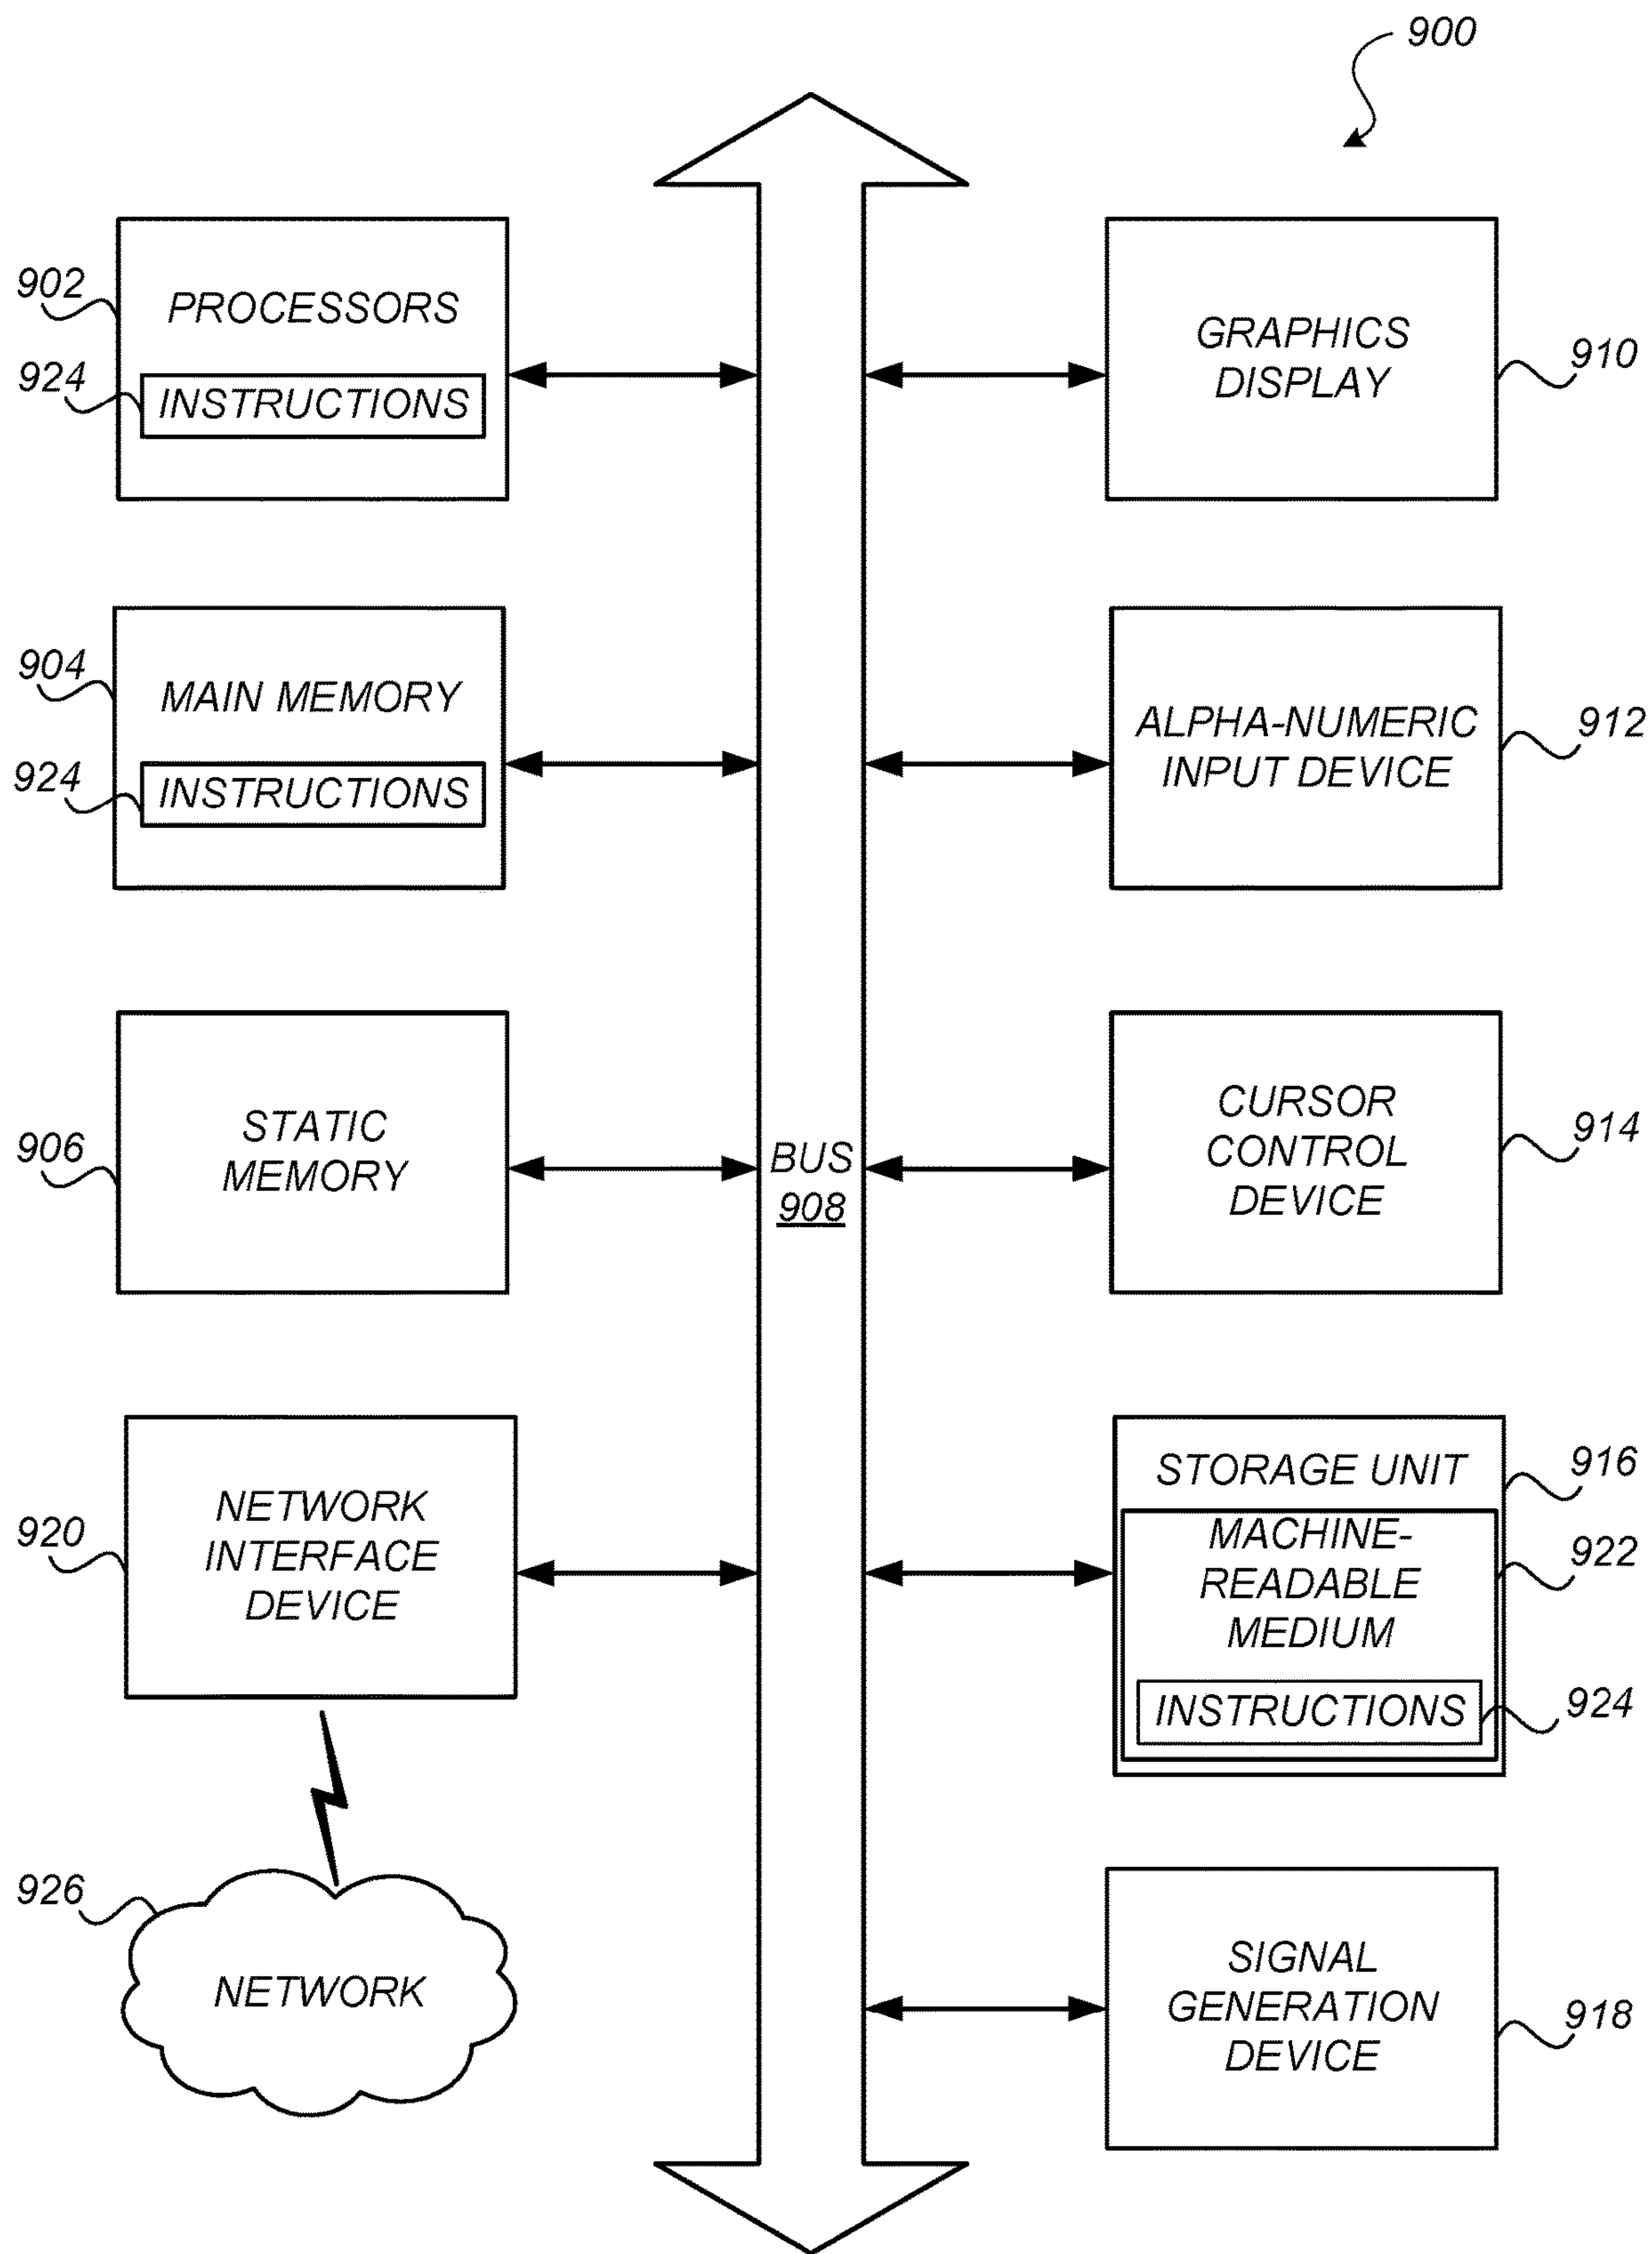 900
902
PROCESSORS
924
INSTRUCTIONS
GRAPHICS
DISPLAY
910
904
MAIN MEMORY
924
INSTRUCTIONS
ALPHA-NUMERIC
INPUT DEVICE
912
906
STATIC
MEMORY
BUS
908
CURSOR
CONTROL
DEVICE
914
920
NETWORK
INTERFACE
DEVICE
STORAGE UNIT
916
MACHINE-
READABLE
MEDIUM
922
INSTRUCTIONS
924
926
NETWORK
SIGNAL
GENERATION
DEVICE
918